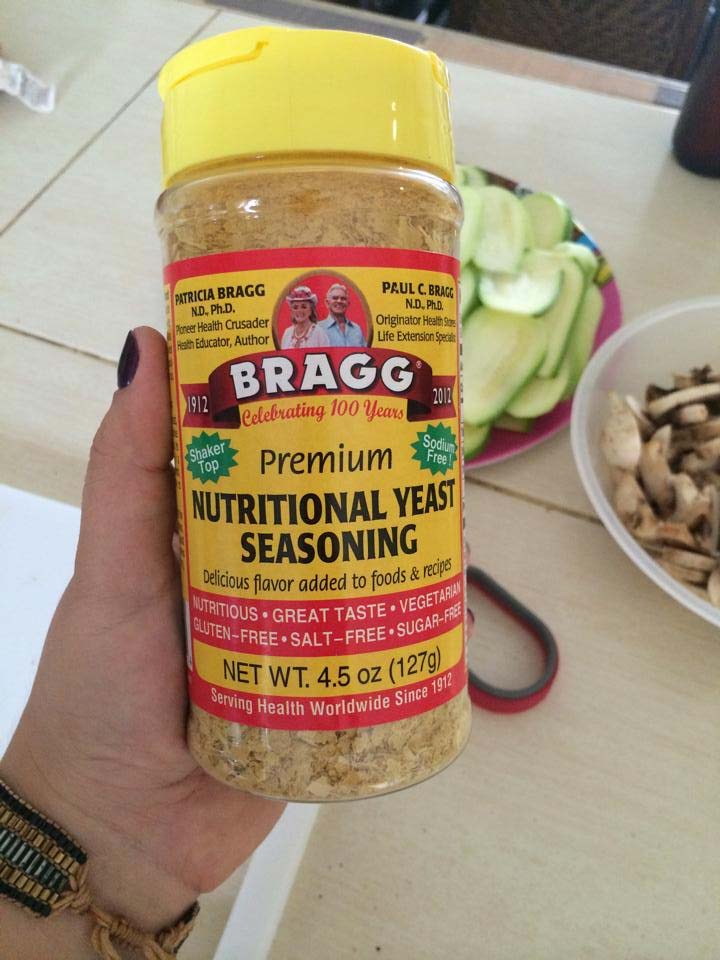 PATRICIA BRAGG
N.D., Ph.D.
Pioneer Health Crusader
Health Educator, Author
PAUL C. BRAGG
N.D., Ph.D.
Originator Health Stores
Life Extension Specialist
BRAGG®
1912
2012
Celebrating 100 Years
Shaker
Top
Sodium
Free!
Premium
NUTRITIONAL YEAST
SEASONING
Delicious flavor added to foods & recipes
NUTRITIOUS • GREAT TASTE • VEGETARIAN
GLUTEN-FREE • SALT-FREE • SUGAR-FREE
NET WT. 4.5 oz (127g)
Serving Health Worldwide Since 1912